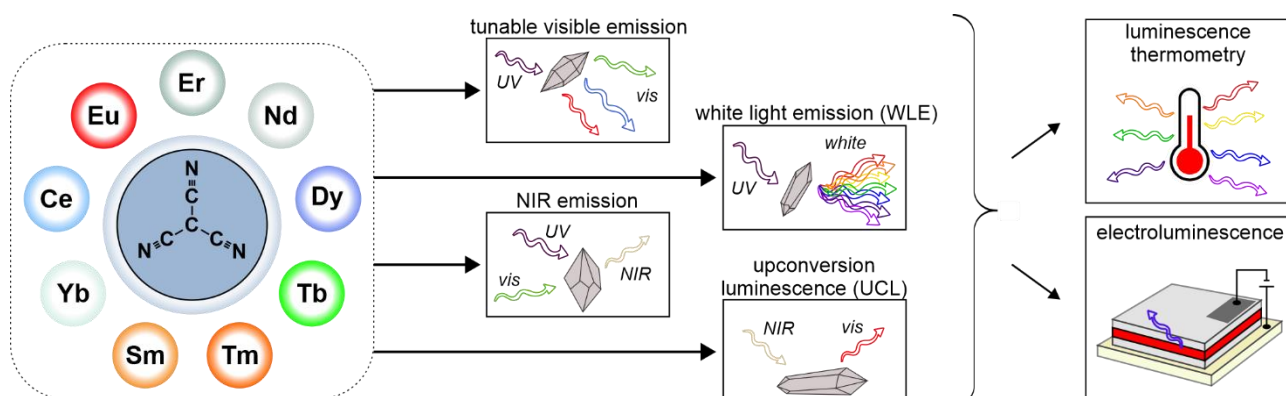 Er
Eu
Nd
Ce
Dy
Yb
Tb
Sm
Tm
N
C
C
N C C N
tunable visible emission
UV
vis
white light emission (WLE)
UV
white
NIR emission
UV
vis
NIR
upconversion
luminescence (UCL)
NIR
vis
luminescence
thermometry
electroluminescence